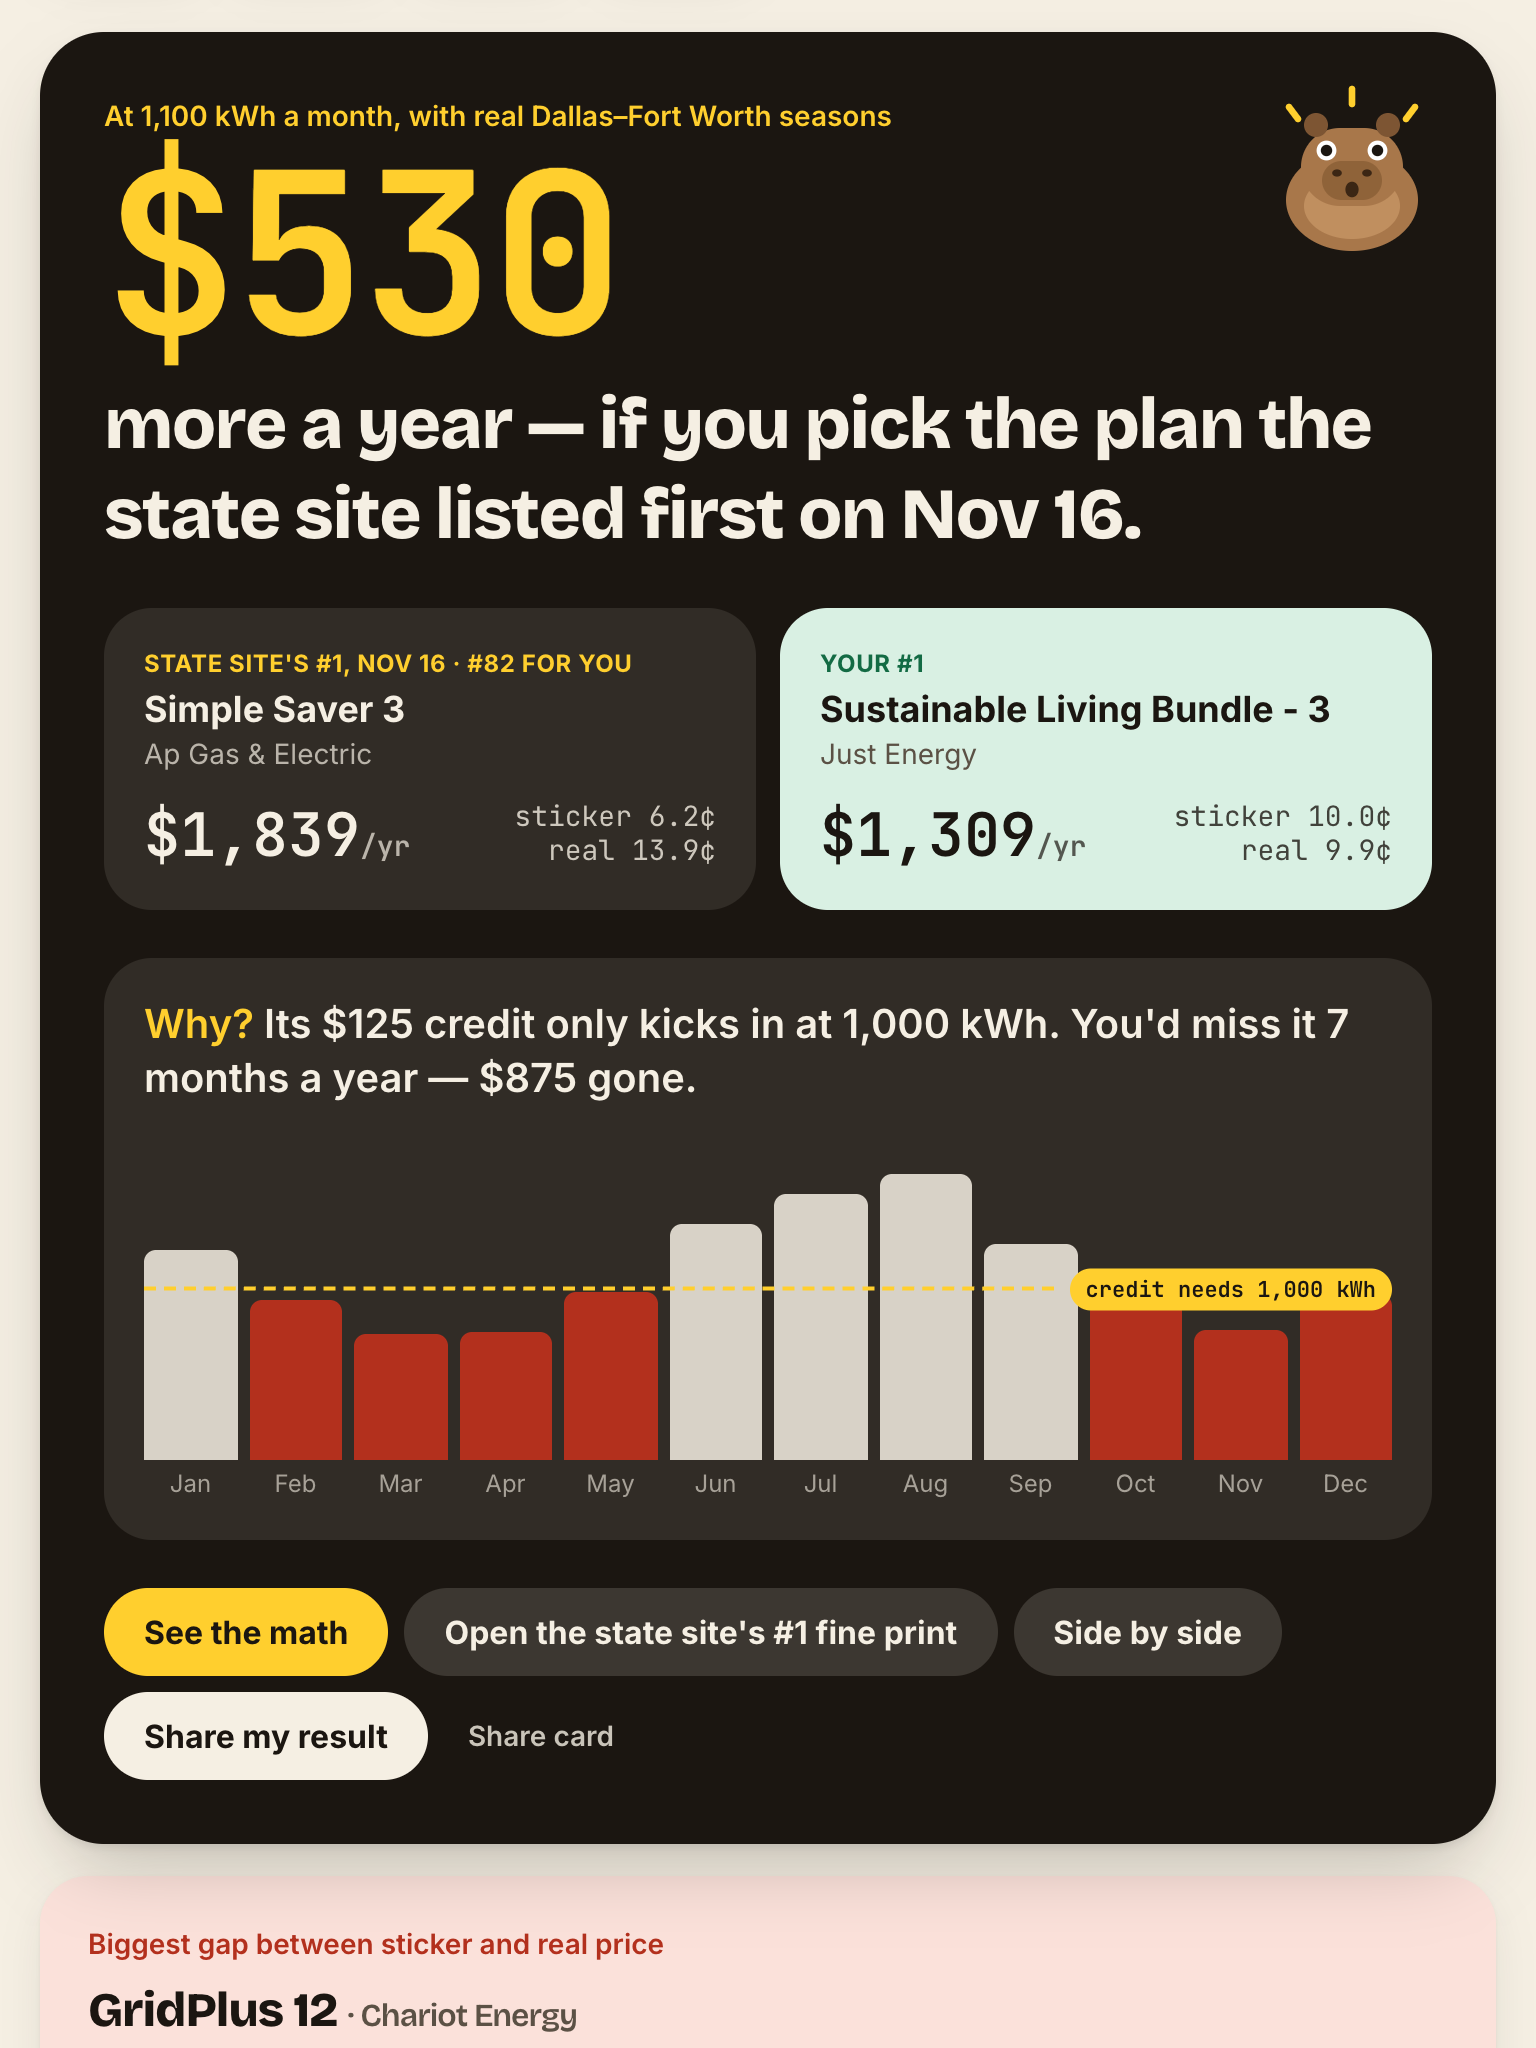 At 1,100 kWh a month, with real Dallas–Fort Worth seasons
$530
more a year — if you pick the plan the
state site listed first on Nov 16.
STATE SITE'S #1, NOV 16 · #82 FOR YOU
Simple Saver 3
Ap Gas & Electric
$1,839/yr
sticker 6.2¢
real 13.9¢
YOUR #1
Sustainable Living Bundle - 3
Just Energy
$1,309/yr
sticker 10.0¢
real 9.9¢
Why? Its $125 credit only kicks in at 1,000 kWh. You'd miss it 7
months a year — $875 gone.
credit needs 1,000 kWh
Jan Feb Mar Apr May Jun Jul Aug Sep Oct Nov Dec
See the math
Open the state site's #1 fine print
Side by side
Share my result
Share card
Biggest gap between sticker and real price
GridPlus 12 · Chariot Energy